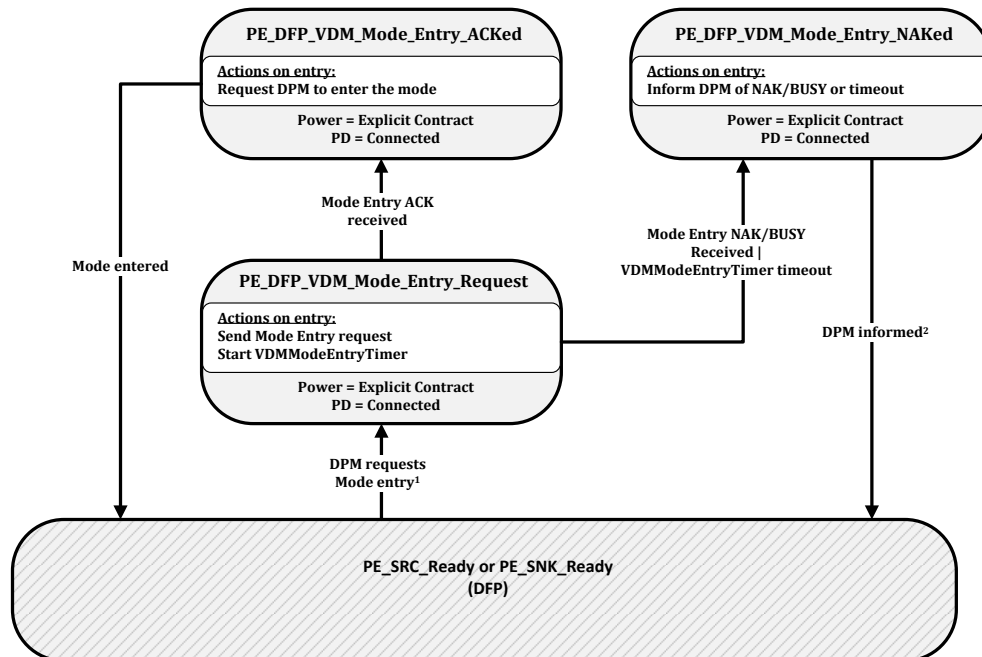 PE_DFP_VDM_Mode_Entry_ACKed
Actions on entry:
Request DPM to enter the mode
Power = Explicit Contract
PD = Connected
PE_DFP_VDM_Mode_Entry_NAKed
Actions on entry:
Inform DPM of NAK/BUSY or timeout
Power = Explicit Contract
PD = Connected
Mode Entry ACK
received
Mode entered
Mode Entry NAK/BUSY
Received |
VDMModeEntryTimer timeout
PE_DFP_VDM_Mode_Entry_Request
Actions on entry:
Send Mode Entry request
Start VDMModeEntryTimer
Power = Explicit Contract
PD = Connected
DPM informed²
DPM requests
Mode entry¹
PE_SRC_Ready or PE_SNK_Ready
(DFP)